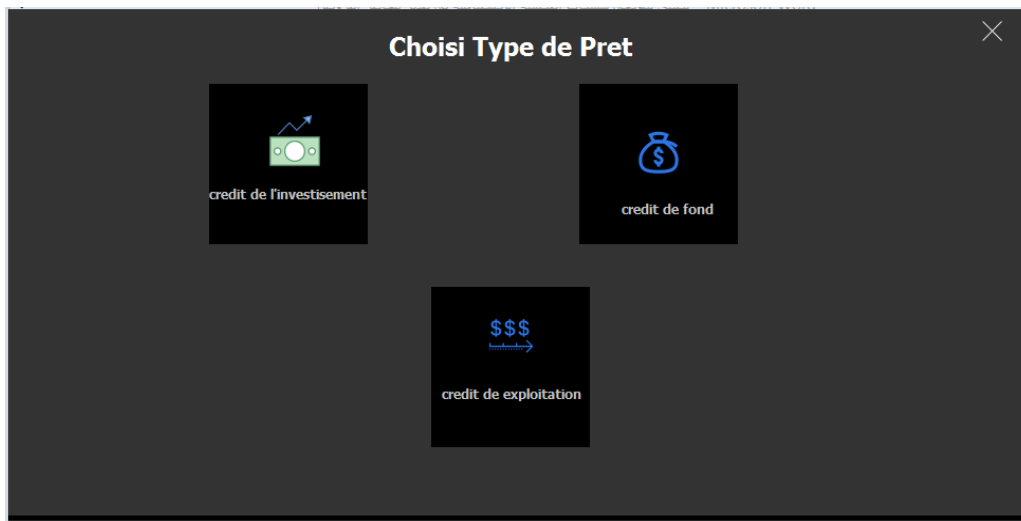 Choisi Type de Pret
credit de l'investisement
credit de fond
$$$
credit de exploitation